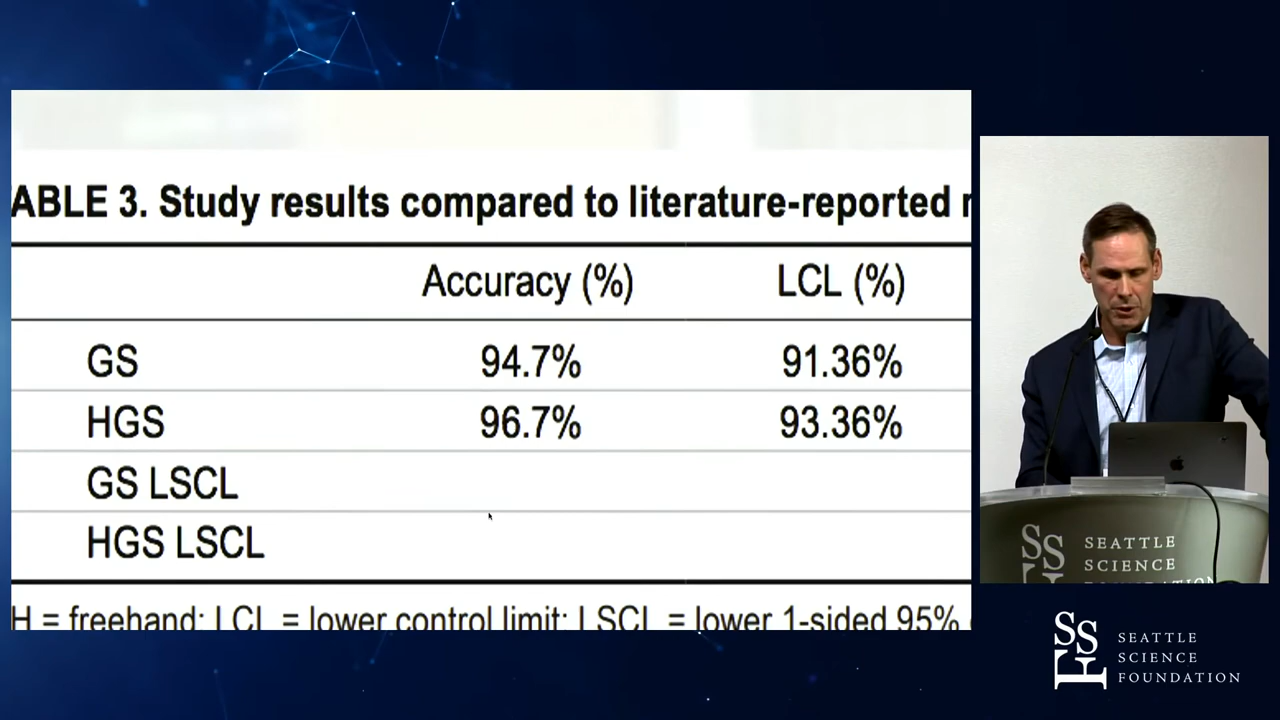 ABLE 3. Study results compared to literature-reported
Accuracy (%) LCL (%)
GS 94.7% 91.36%
HGS 96.7% 93.36%
GS LSCL
HGS LSCL
H = freehand; LCL = lower control limit; LSCL = lower 1-sided 95%
SSF
SEATTLE
SCIENCE
FOUNDATION
SSF
SEATTLE
SCIENCE
FOUNDATION